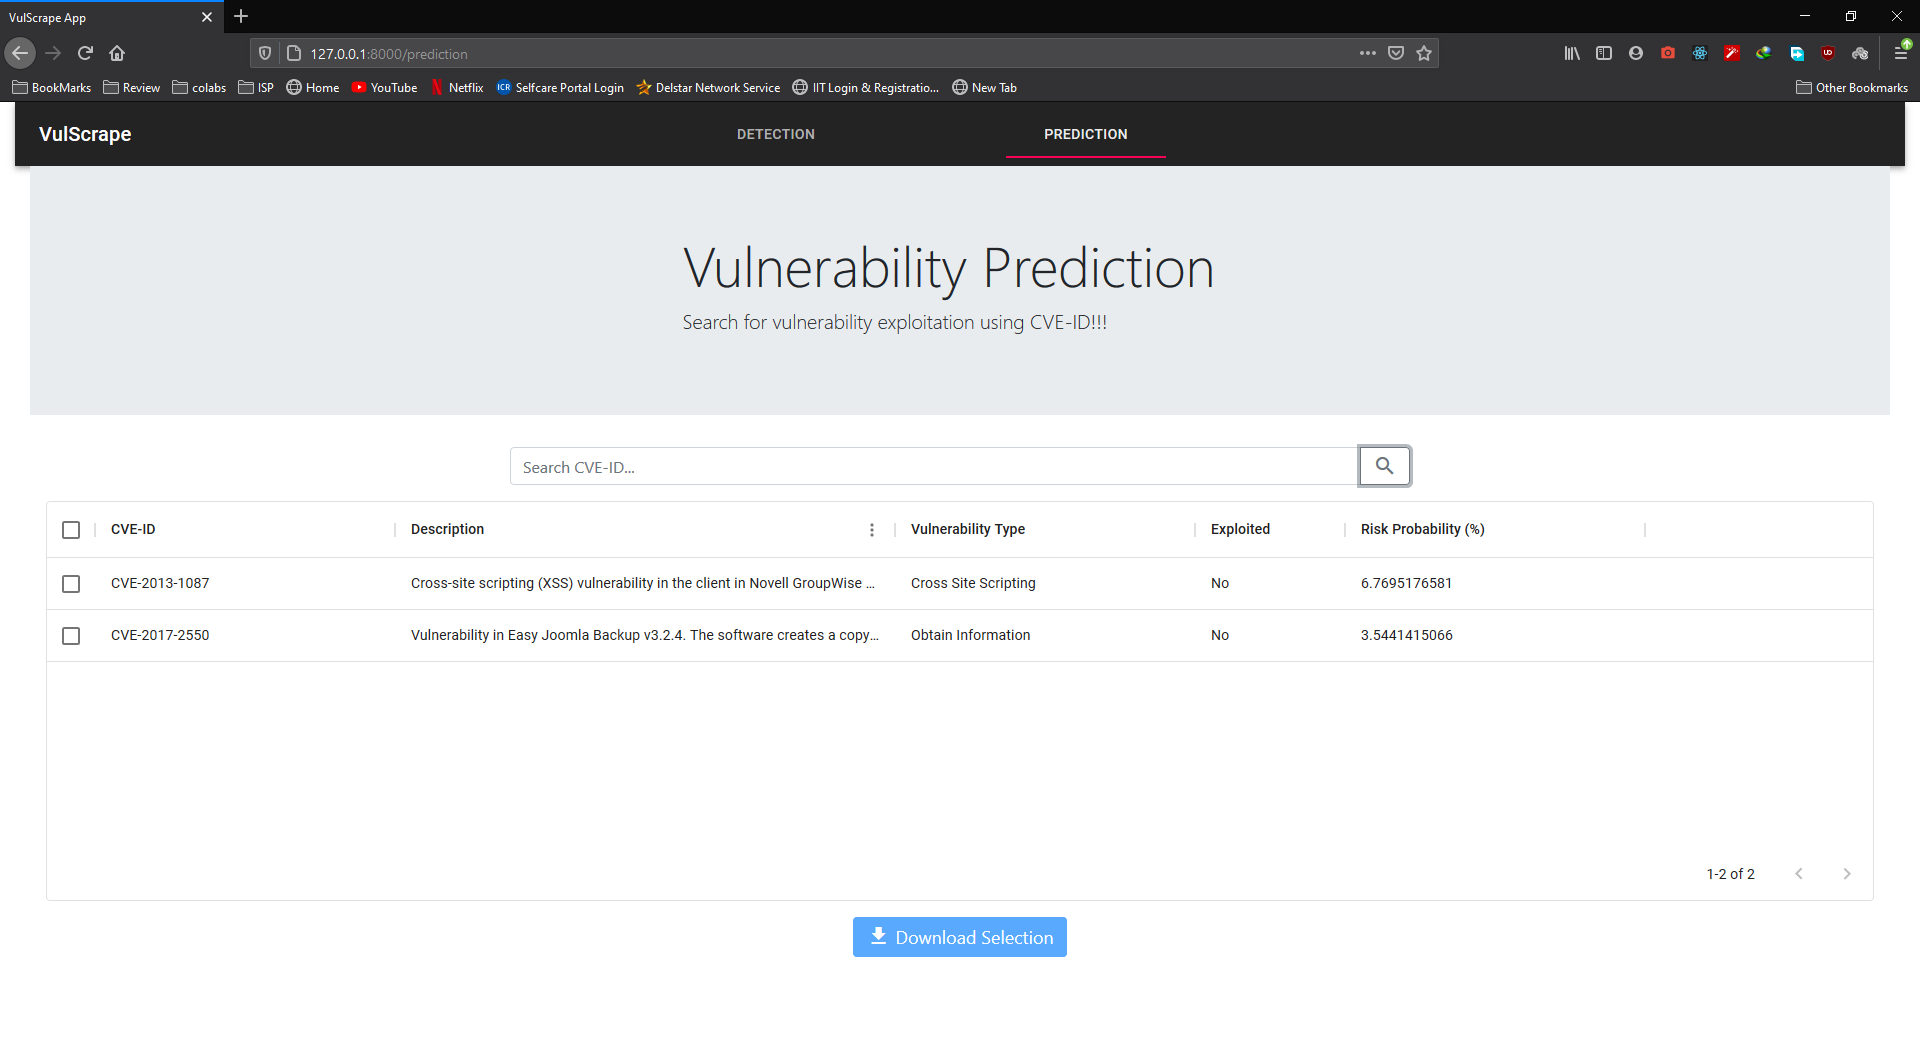 VulScrape App
127.0.0.1:8000/prediction
BookMarks Review colabs ISP Home YouTube Netflix ICR Selfcare Portal Login Delstar Network Service IIT Login & Registratio... New Tab Other Bookmarks
VulScrape DETECTION PREDICTION
Vulnerability Prediction
Search for vulnerability exploitation using CVE-ID!!!
Search CVE-ID...
CVE-ID Description Vulnerability Type Exploited Risk Probability (%)
CVE-2013-1087 Cross-site scripting (XSS) vulnerability in the client in Novell GroupWise ... Cross Site Scripting No 6.7695176581
CVE-2017-2550 Vulnerability in Easy Joomla Backup v3.2.4. The software creates a copy... Obtain Information No 3.5441415066
1-2 of 2
Download Selection